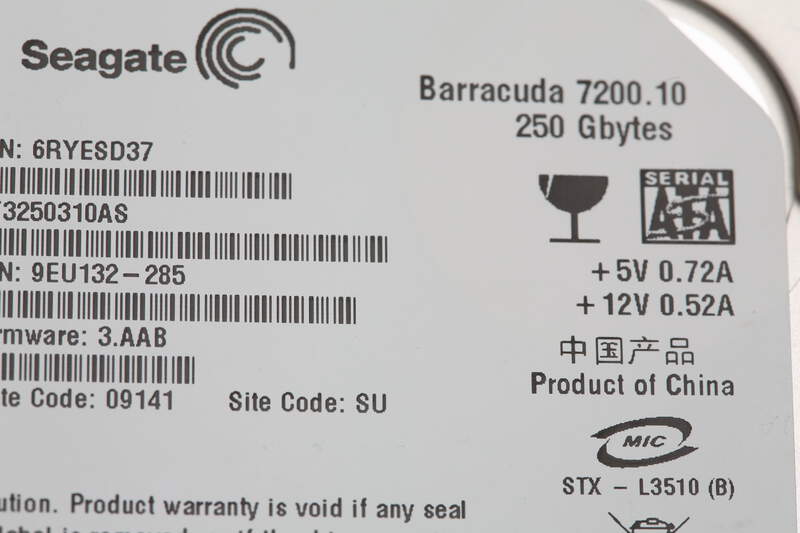 Seagate
Barracuda 7200.10
250 Gbytes
N: 6RYESD37
3250310AS
SERIAL
ATA
N: 9EU132-285
+5V 0.72A
+12V 0.52A
rmware: 3.AAB
中国产品
Product of China
te Code: 09141 Site Code: SU
MIC
STX - L3510 (B)
ution. Product warranty is void if any seal